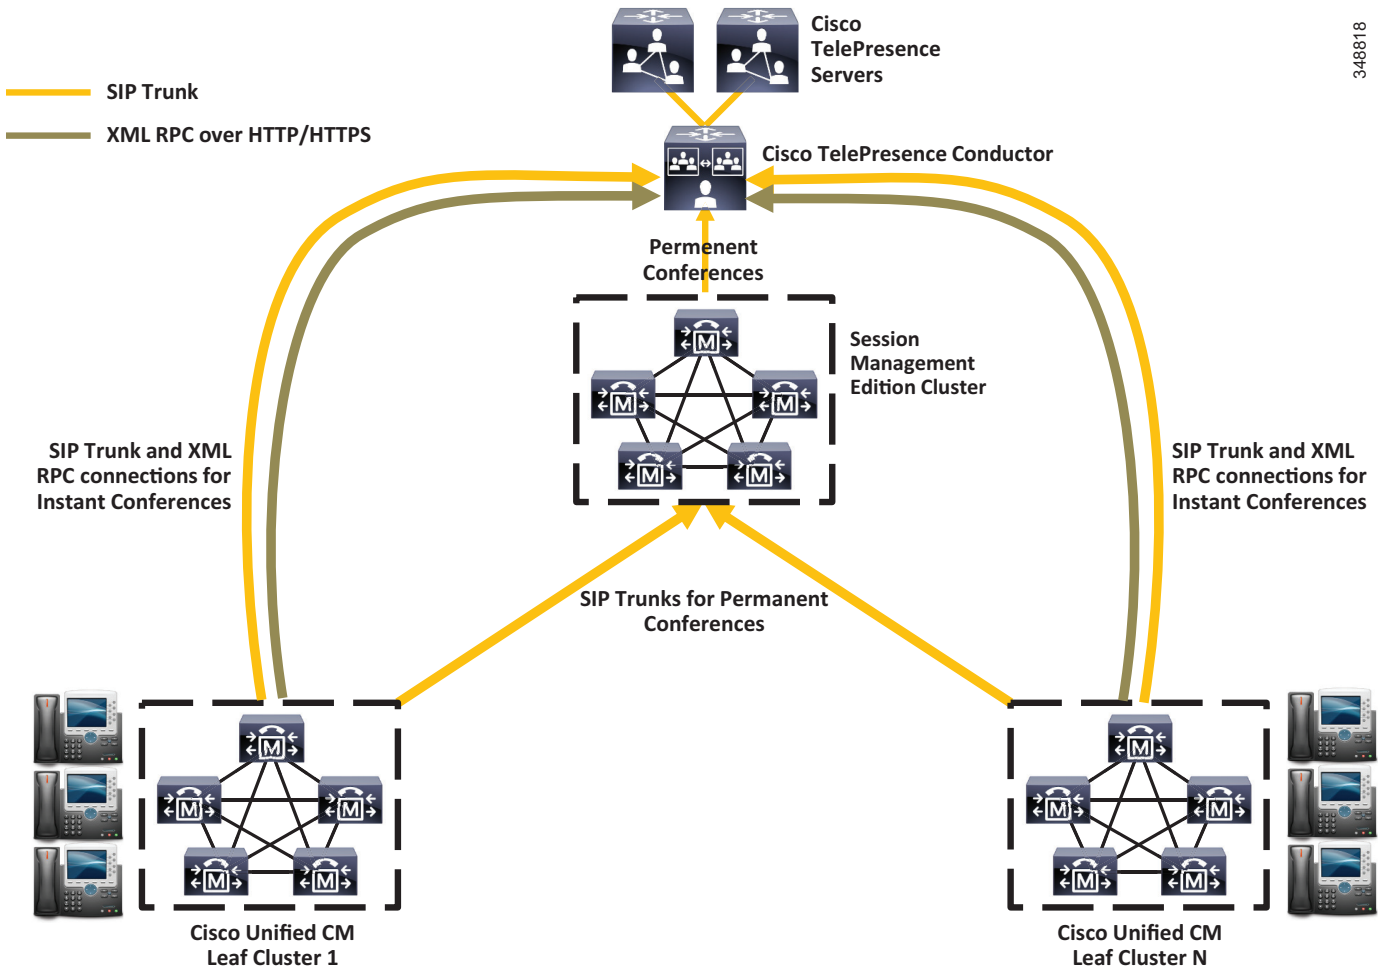 Cisco
TelePresence
Servers
348818
SIP Trunk
XML RPC over HTTP/HTTPS
Cisco TelePresence Conductor
Permenent
Conferences
Session
Management
Edition Cluster
M
M
M
M
M
SIP Trunk and XML
RPC connections for
Instant Conferences
SIP Trunk and XML
RPC connections for
Instant Conferences
SIP Trunks for Permanent
Conferences
M
M
M
M
M
M
M
M
M
M
Cisco Unified CM
Leaf Cluster 1
Cisco Unified CM
Leaf Cluster N